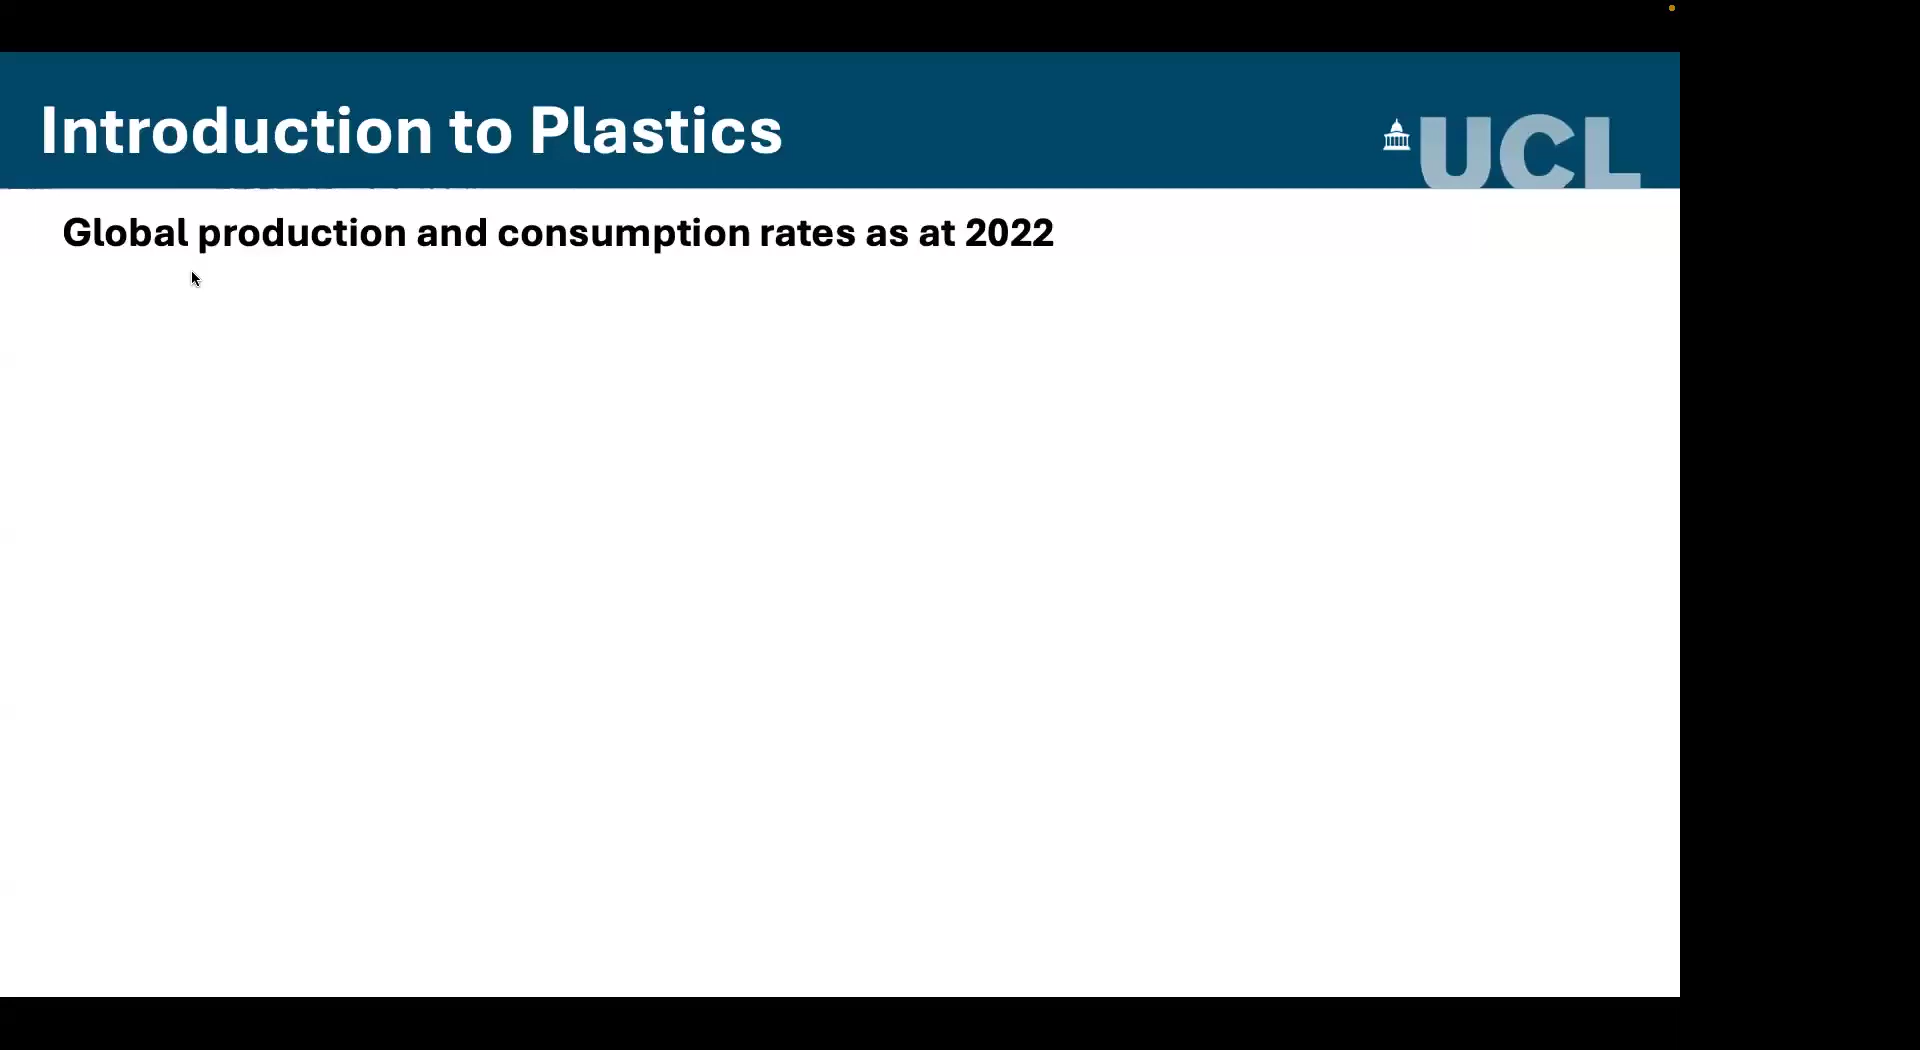 Introduction to Plastics
UCL
Global production and consumption rates as at 2022